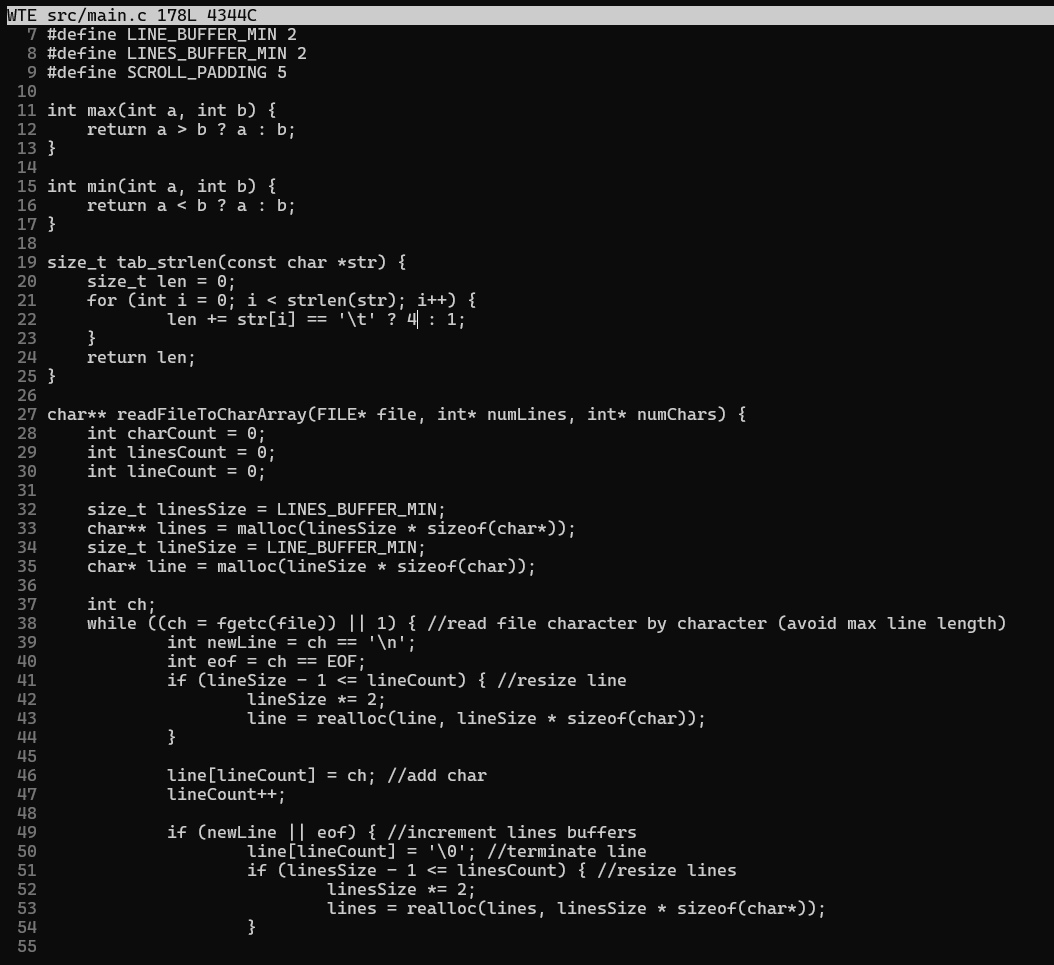 WTE src/main.c 178L 4344C
7 #define LINE_BUFFER_MIN 2
8 #define LINES_BUFFER_MIN 2
9 #define SCROLL_PADDING 5
10
11 int max(int a, int b) {
12     return a > b ? a : b;
13 }
14
15 int min(int a, int b) {
16     return a < b ? a : b;
17 }
18
19 size_t tab_strlen(const char *str) {
20     size_t len = 0;
21     for (int i = 0; i < strlen(str); i++) {
22             len += str[i] == '\t' ? 4 : 1;
23     }
24     return len;
25 }
26
27 char** readFileToCharArray(FILE* file, int* numLines, int* numChars) {
28     int charCount = 0;
29     int linesCount = 0;
30     int lineCount = 0;
31
32     size_t linesSize = LINES_BUFFER_MIN;
33     char** lines = malloc(linesSize * sizeof(char*));
34     size_t lineSize = LINE_BUFFER_MIN;
35     char* line = malloc(lineSize * sizeof(char));
36
37     int ch;
38     while ((ch = fgetc(file)) || 1) { //read file character by character (avoid max line length)
39             int newLine = ch == '\n';
40             int eof = ch == EOF;
41             if (lineSize - 1 <= lineCount) { //resize line
42                     lineSize *= 2;
43                     line = realloc(line, lineSize * sizeof(char));
44             }
45
46             line[lineCount] = ch; //add char
47             lineCount++;
48
49             if (newLine || eof) { //increment lines buffers
50                     line[lineCount] = '\0'; //terminate line
51                     if (linesSize - 1 <= linesCount) { //resize lines
52                             linesSize *= 2;
53                             lines = realloc(lines, linesSize * sizeof(char*));
54                     }
55